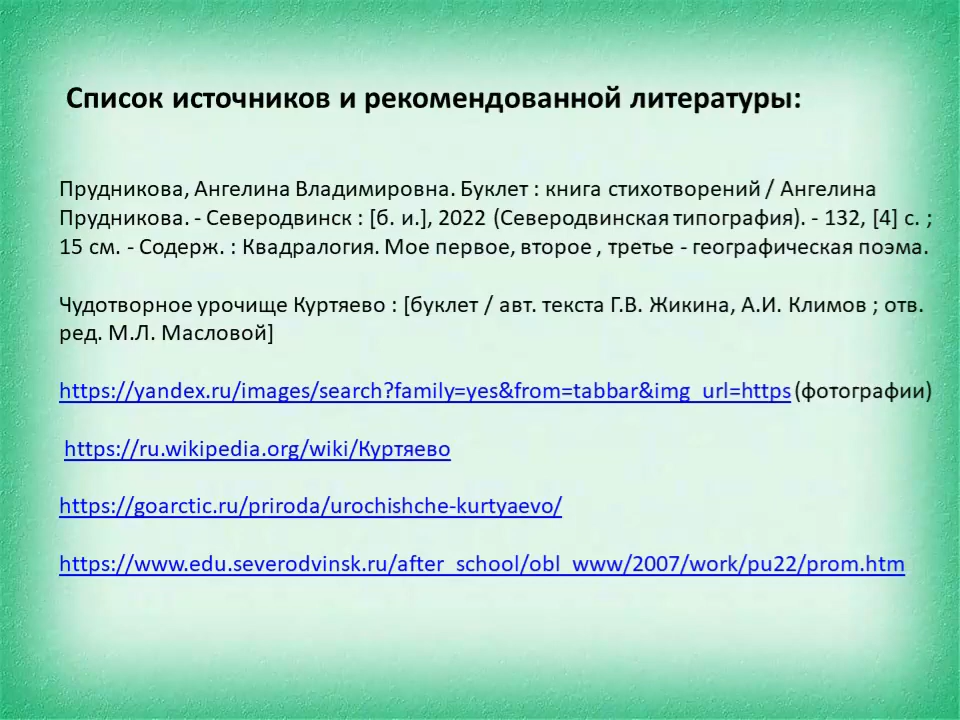 Список источников и рекомендованной литературы:
Прудникова, Ангелина Владимировна. Буклет : книга стихотворений / Ангелина
Прудникова. - Северодвинск : [б. и.], 2022 (Северодвинская типография). - 132, [4] с. ;
15 см. - Содерж. : Квадралогия. Мое первое, второе , третье - географическая поэма.
Чудотворное урочище Куртяево : [буклет / авт. текста Г.В. Жикина, А.И. Климов ; отв.
ред. М.Л. Масловой]
https://yandex.ru/images/search?family=yes&from=tabbar&img_url=https (фотографии)
https://ru.wikipedia.org/wiki/Куртяево
https://goarctic.ru/priroda/urochishche-kurtyaevo/
https://www.edu.severodvinsk.ru/after_school/obl_www/2007/work/pu22/prom.htm